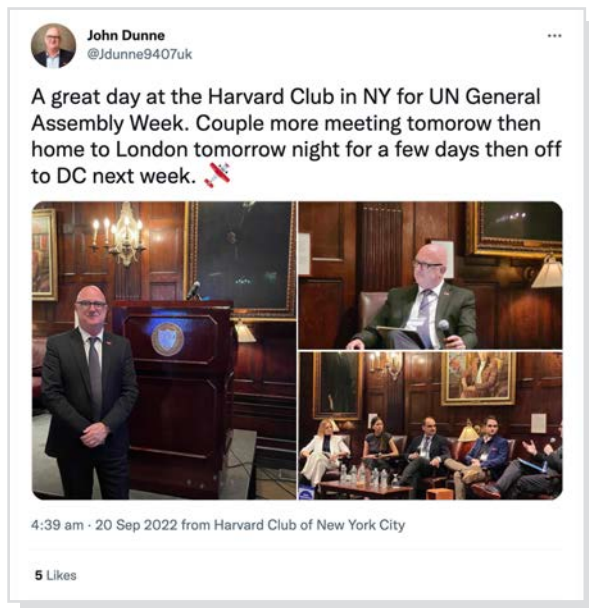 John Dunne
@Jdunne9407uk
A great day at the Harvard Club in NY for UN General
Assembly Week. Couple more meeting tomorow then
home to London tomorrow night for a few days then off
to DC next week.
4:39 am · 20 Sep 2022 from Harvard Club of New York City
5 Likes